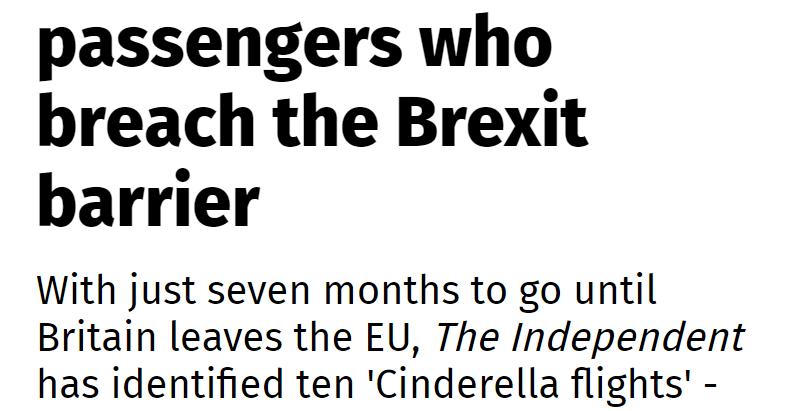 passengers who
breach the Brexit
barrier
With just seven months to go until
Britain leaves the EU, The Independent
has identified ten 'Cinderella flights' -